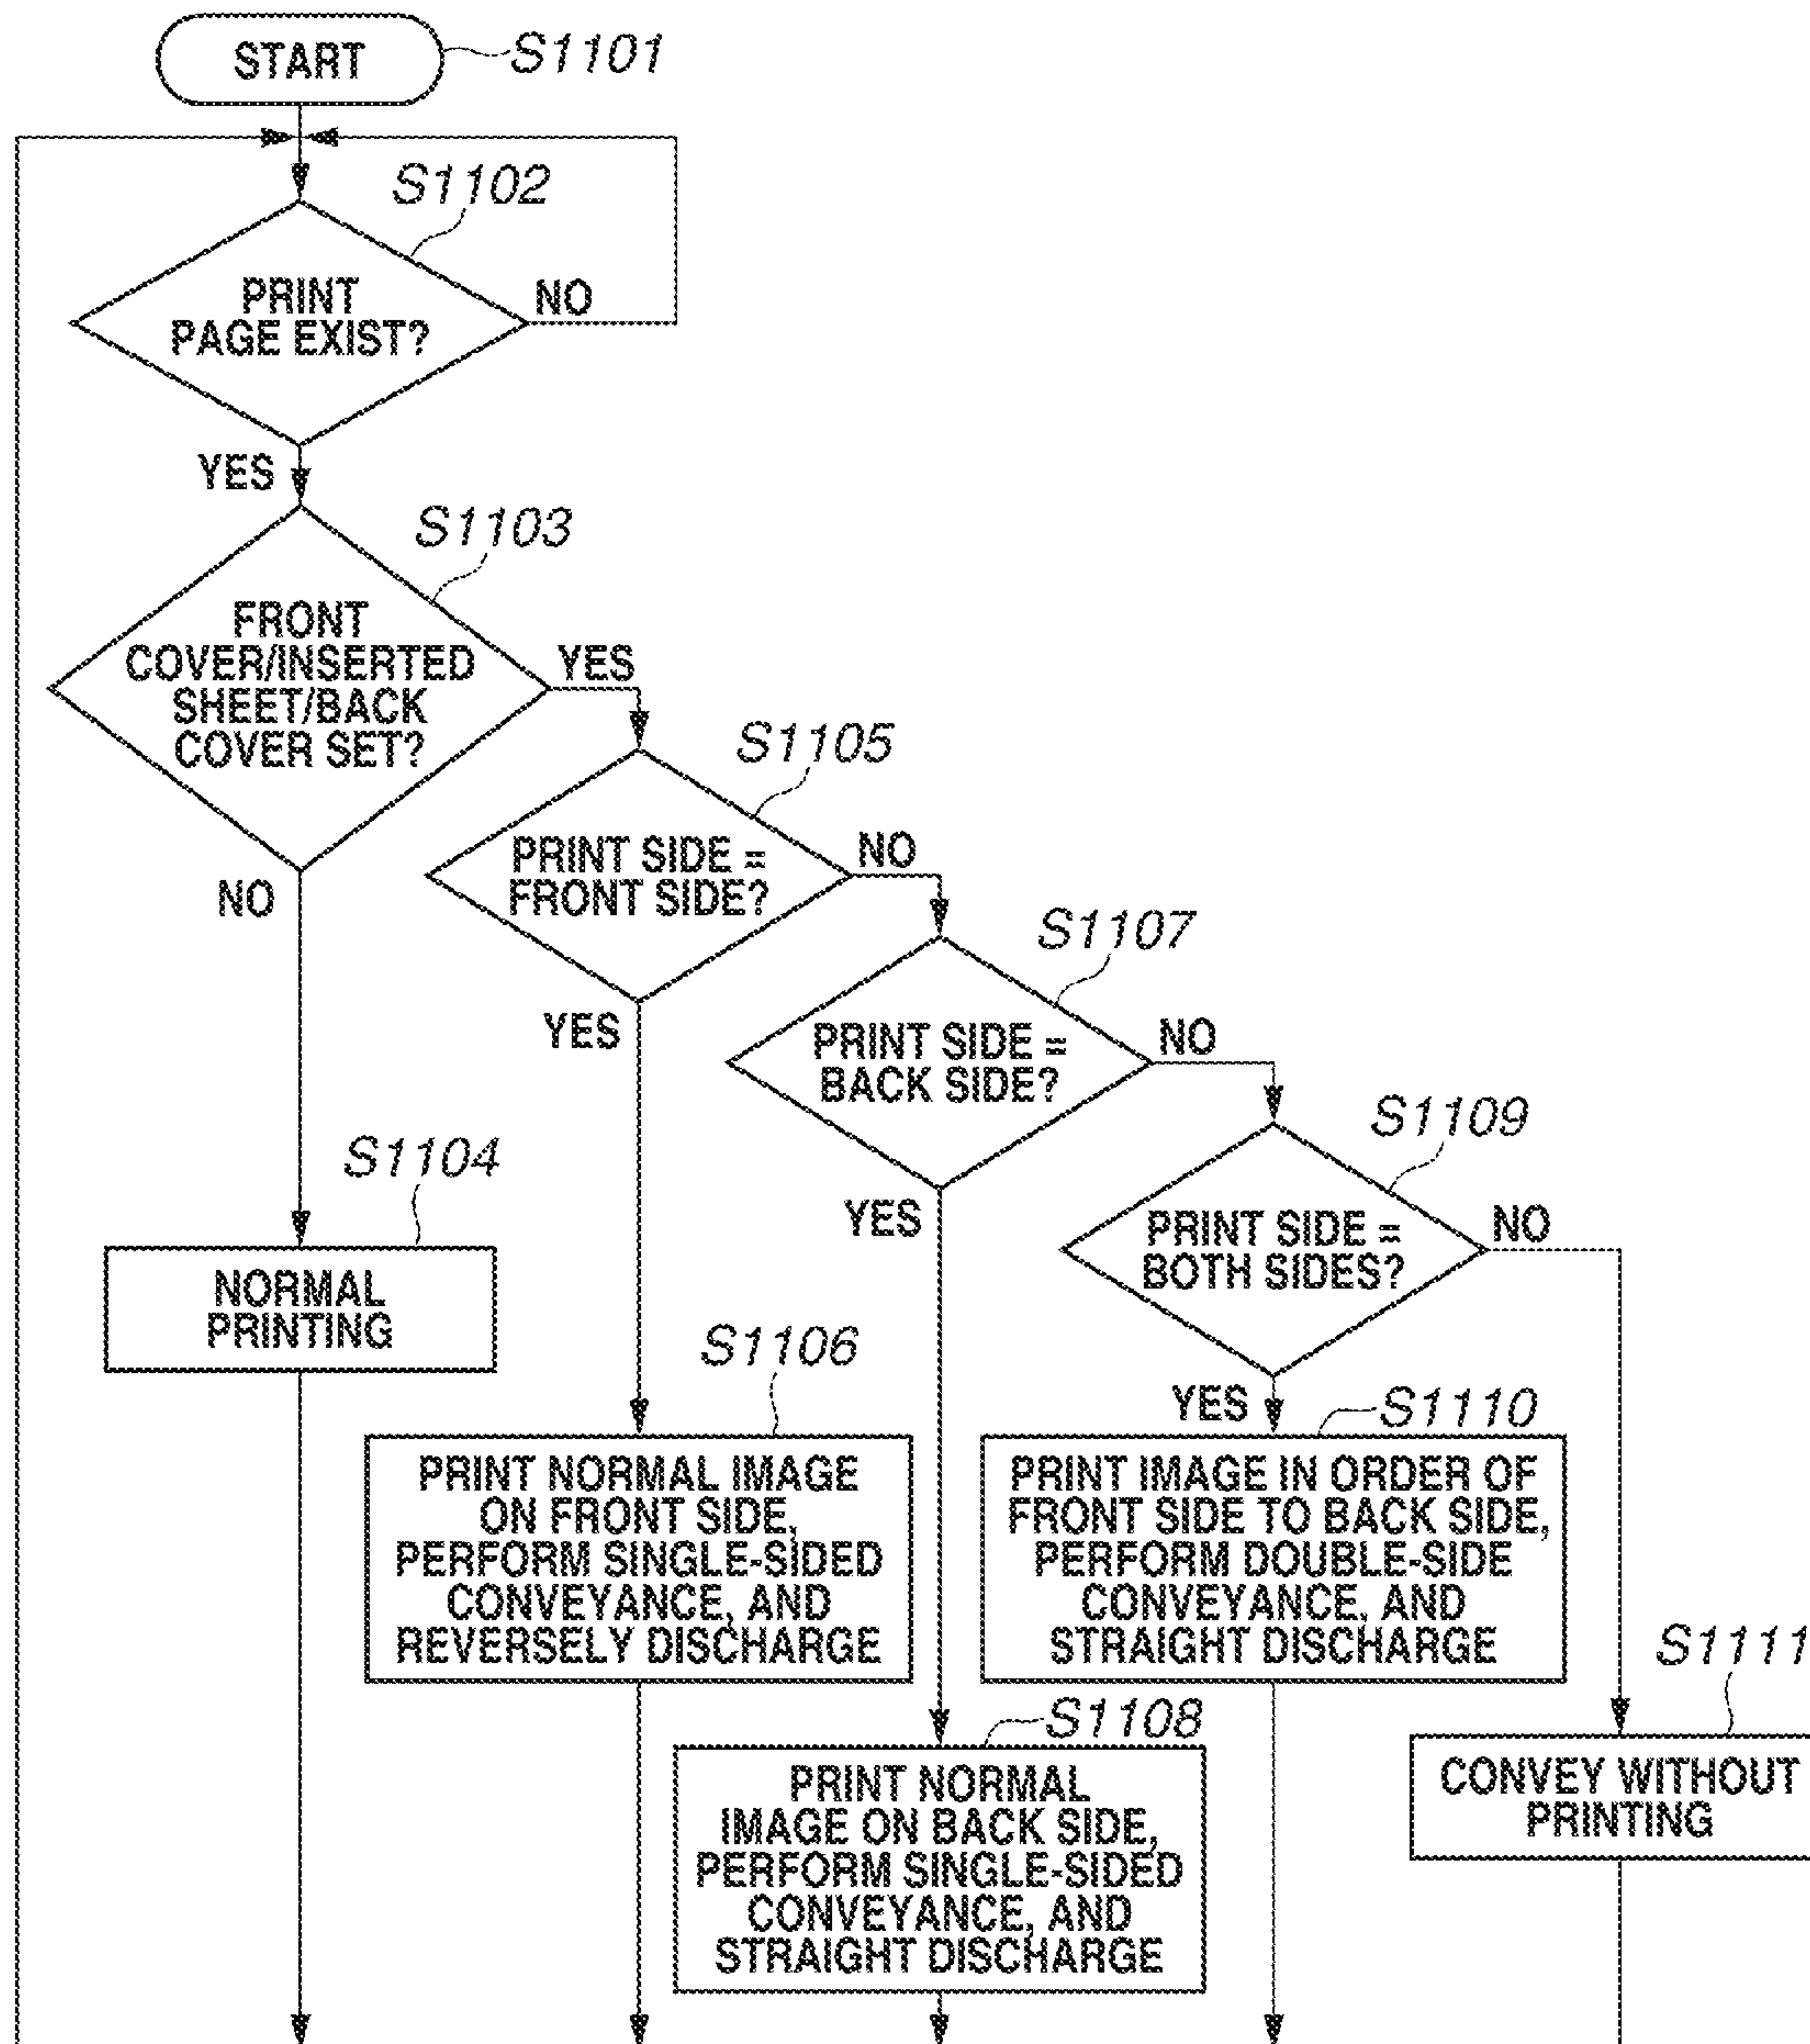 START
S1101
S1102
PRINT
PAGE EXIST?
NO
YES
S1103
FRONT
COVER/INSERTED
SHEET/BACK
COVER SET?
YES
NO
S1105
PRINT SIDE =
FRONT SIDE?
NO
YES
S1107
PRINT SIDE =
BACK SIDE?
NO
YES
S1109
PRINT SIDE =
BOTH SIDES?
NO
YES
S1104
NORMAL
PRINTING
S1106
PRINT NORMAL IMAGE
ON FRONT SIDE,
PERFORM SINGLE-SIDED
CONVEYANCE, AND
REVERSELY DISCHARGE
S1110
PRINT IMAGE IN ORDER OF
FRONT SIDE TO BACK SIDE,
PERFORM DOUBLE-SIDE
CONVEYANCE, AND
STRAIGHT DISCHARGE
S1108
PRINT NORMAL
IMAGE ON BACK SIDE,
PERFORM SINGLE-SIDED
CONVEYANCE, AND
STRAIGHT DISCHARGE
S1111
CONVEY WITHOUT
PRINTING